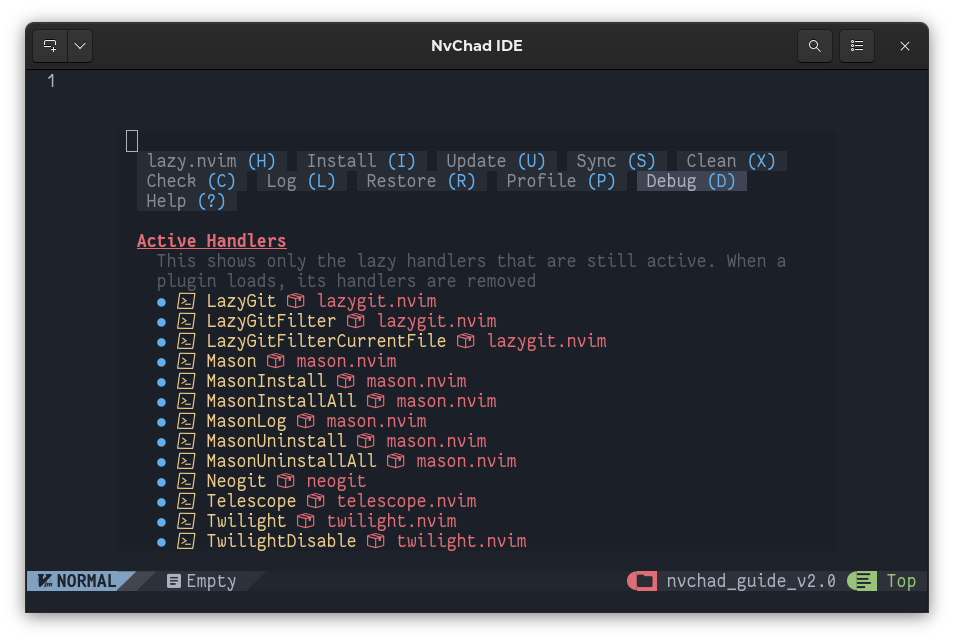 NvChad IDE
1
lazy.nvim (H) Install (I) Update (U) Sync (S) Clean (X)
Check (C) Log (L) Restore (R) Profile (P) Debug (D)
Help (?)
Active Handlers
This shows only the lazy handlers that are still active. When a
plugin loads, its handlers are removed
LazyGit lazygit.nvim
LazyGitFilter lazygit.nvim
LazyGitFilterCurrentFile lazygit.nvim
Mason mason.nvim
MasonInstall mason.nvim
MasonInstallAll mason.nvim
MasonLog mason.nvim
MasonUninstall mason.nvim
MasonUninstallAll mason.nvim
Neogit neogit
Telescope telescope.nvim
Twilight twilight.nvim
TwilightDisable twilight.nvim
NORMAL Empty nvchad_guide_v2.0 Top